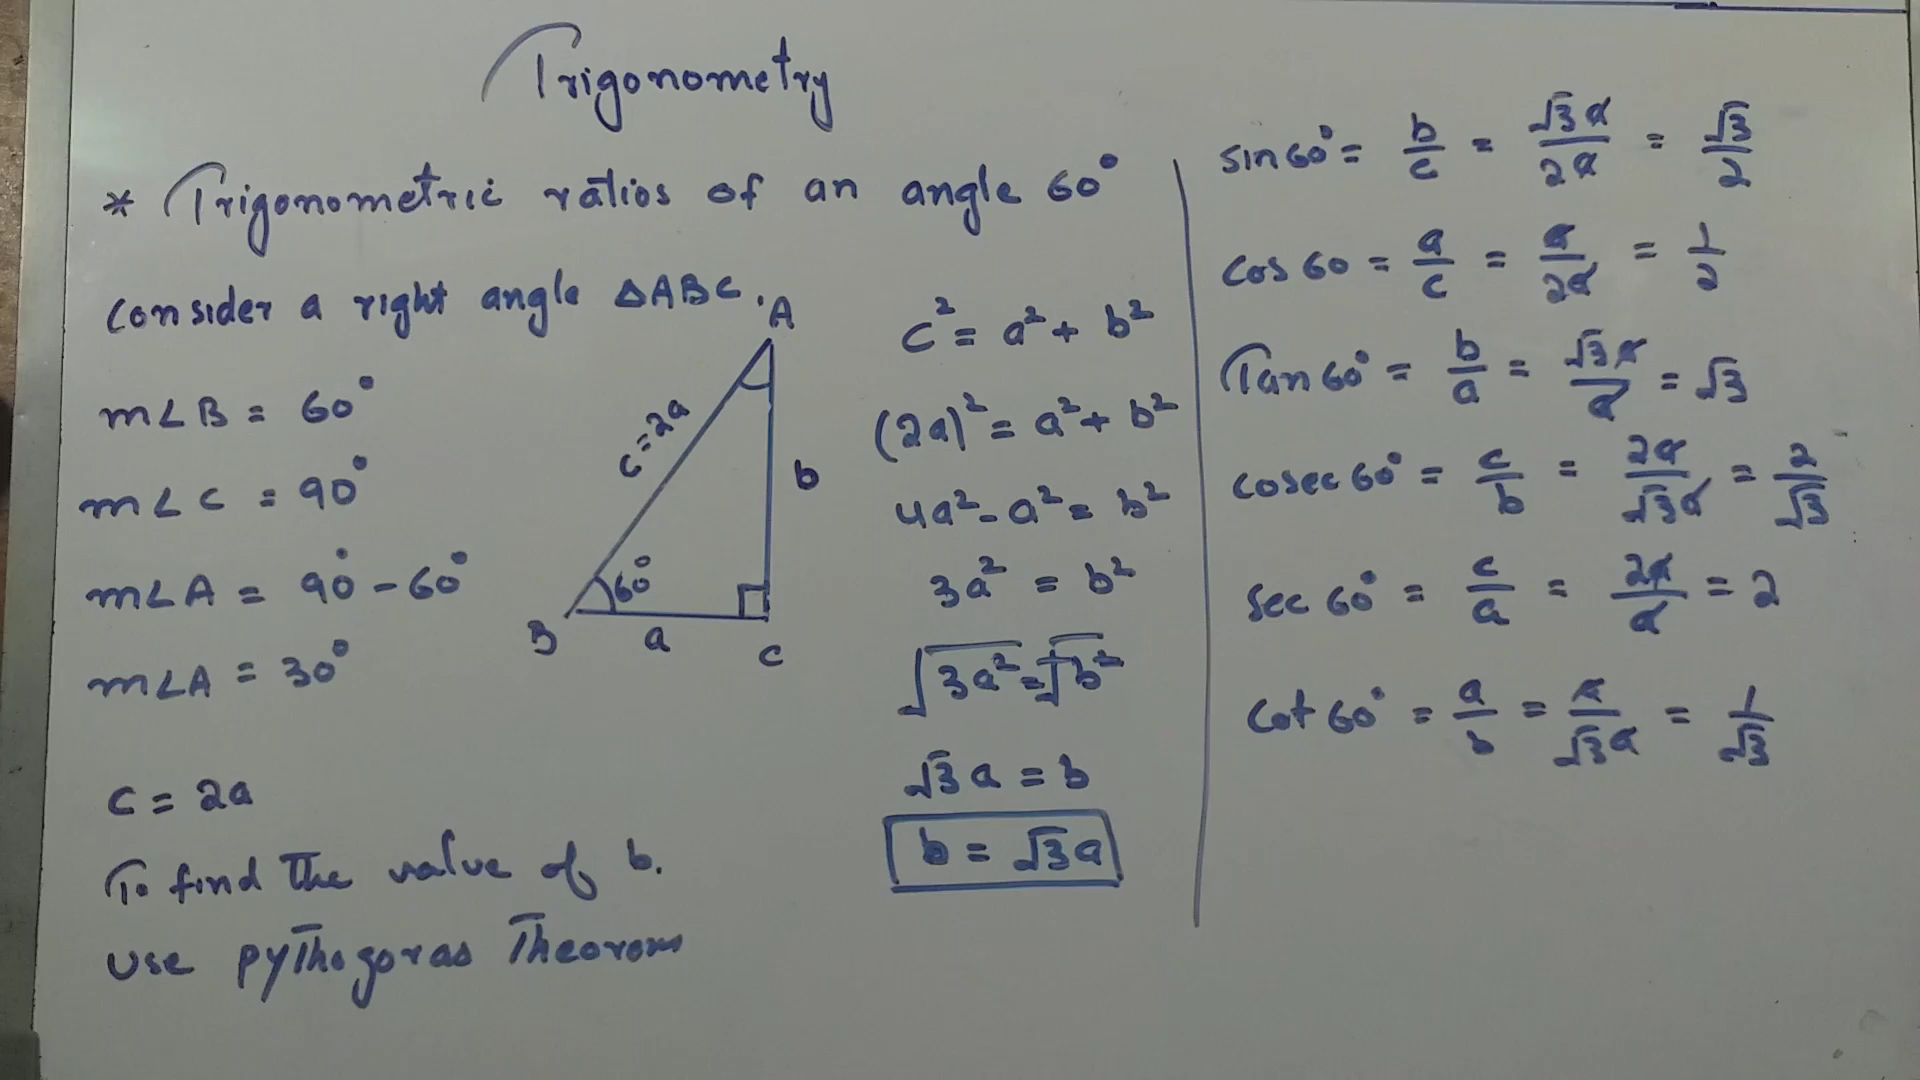 Trigonometry
* Trigonometric ratios of an angle 60°
Consider a right angle △ABC.
m∠B = 60°
m∠C = 90°
m∠A = 90° - 60°
m∠A = 30°
c = 2a
To find the value of b.
use pythagoras Theorem
A
c = 2a
b
60°
B
a
C
c² = a² + b²
(2a)² = a² + b²
4a² - a² = b²
3a² = b²
√3a² = √b²
√3 a = b
b = √3a
sin60° = b/c = √3a/2a = √3/2
cos 60 = a/c = a/2a = 1/2
Tan 60° = b/a = √3a/a = √3
cosec 60° = c/b = 2a/√3a = 2/√3
sec 60° = c/a = 2a/a = 2
cot 60° = a/b = a/√3a = 1/√3